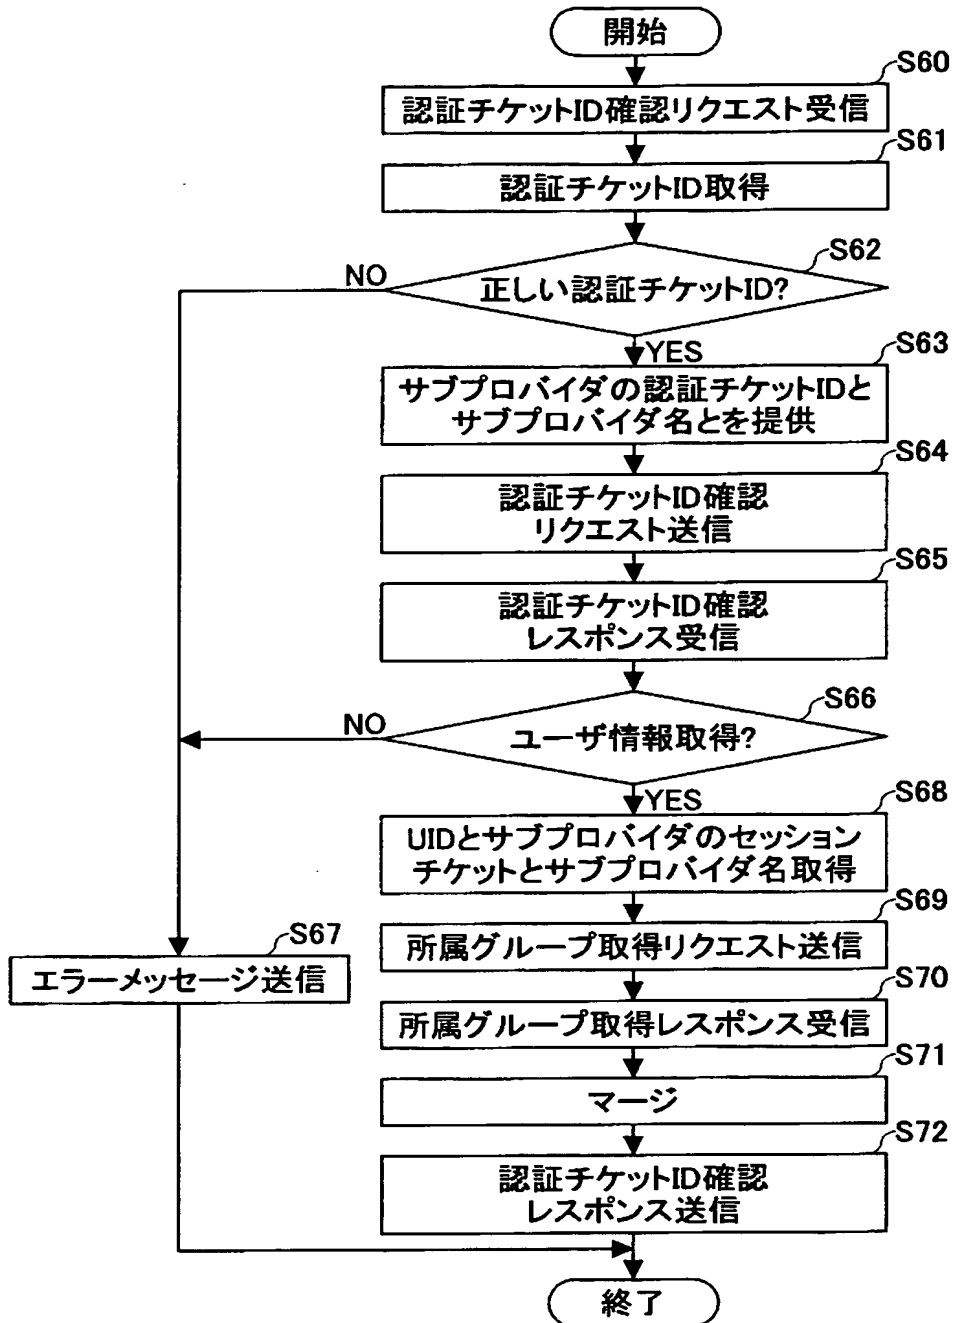 開始
S60
認証チケットID確認リクエスト受信
S61
認証チケットID取得
S62
正しい認証チケットID?
NO
YES
S63
サブプロバイダの認証チケットIDと
サブプロバイダ名とを提供
S64
認証チケットID確認
リクエスト送信
S65
認証チケットID確認
レスポンス受信
S66
ユーザ情報取得?
NO
YES
S68
UIDとサブプロバイダのセッション
チケットとサブプロバイダ名取得
S67
エラーメッセージ送信
S69
所属グループ取得リクエスト送信
S70
所属グループ取得レスポンス受信
S71
マージ
S72
認証チケットID確認
レスポンス送信
終了